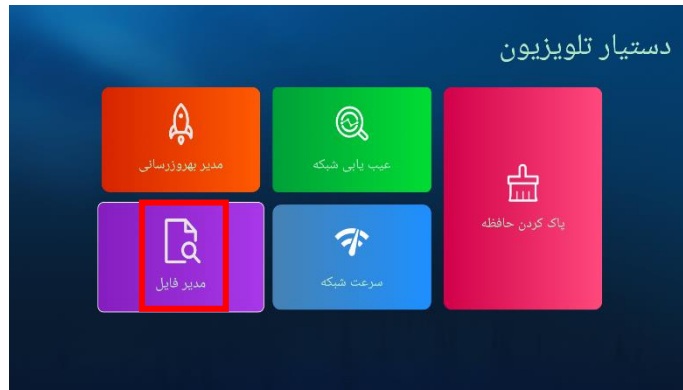 دستیار تلویزیون
پاک کردن حافظه
عیب یابی شبکه
مدیر بهروزرسانی
سرعت شبکه
مدیر فایل